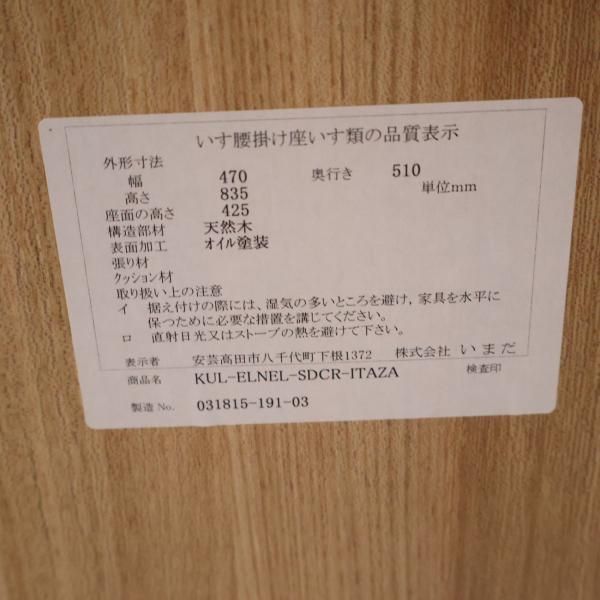 いす腰掛け座いす類の品質表示
外形寸法
幅 470 奥行き 510
高さ 835 単位mm
座面の高さ 425
構造部材 天然木
表面加工 オイル塗装
張り材
クッション材
取り扱い上の注意
イ 据え付けの際には、湿気の多いところを避け，家具を水平に
保つために必要な措置を講じてください。
ロ 直射日光又はストーブの熱を避けて下さい。
表示者 安芸高田市八千代町下根1372 株式会社 いまだ
商品名 KUL-ELNEL-SDCR-ITAZA 検査印
製造 No. 031815-191-03